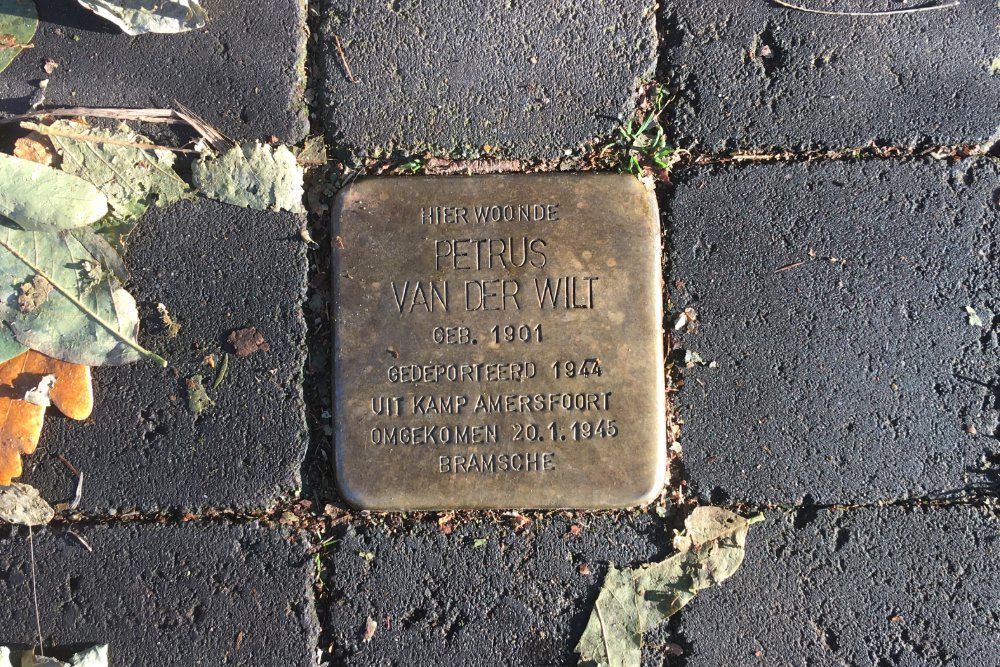 HIER WOONDE
PETRUS
VAN DER WILT
GEB. 1901
GEDEPORTEERD 1944
UIT KAMP AMERSFOORT
OMGEKOMEN 20.1.1945
BRAMSCHE